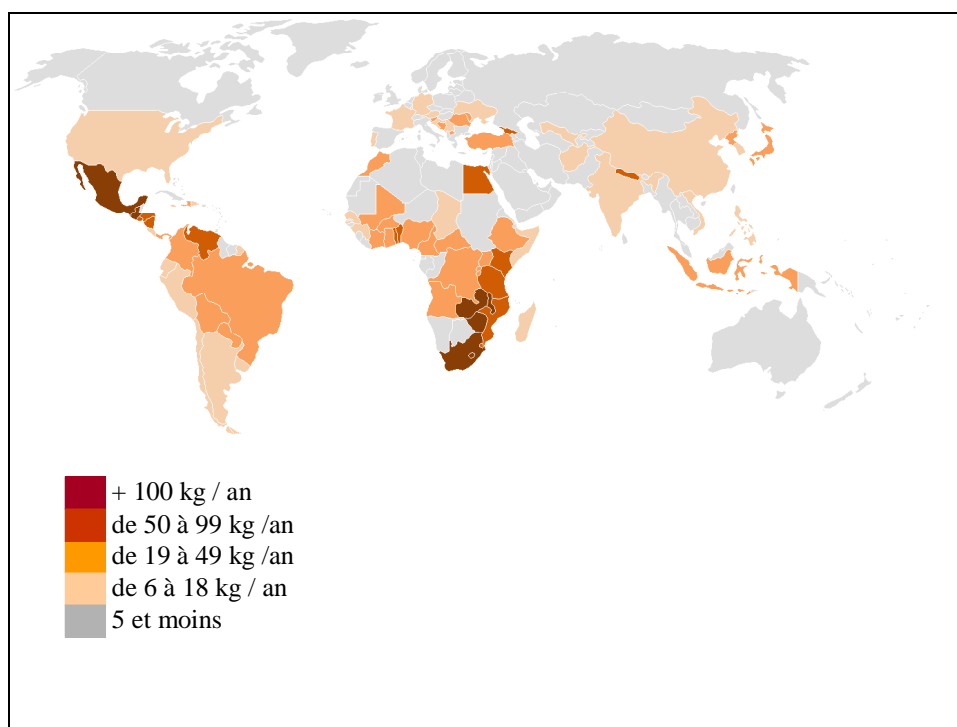 + 100 kg / an
de 50 à 99 kg /an
de 19 à 49 kg /an
de 6 à 18 kg / an
5 et moins